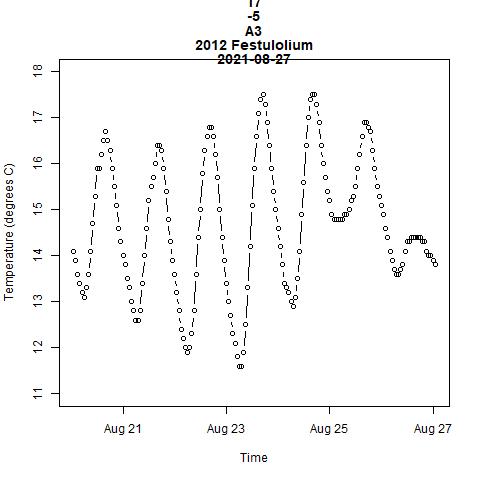 17
-5
A3
2012 Festulolium
2021-08-27
Temperature (degrees C)
18
17
16
15
14
13
12
11
Aug 21
Aug 23
Aug 25
Aug 27
Time